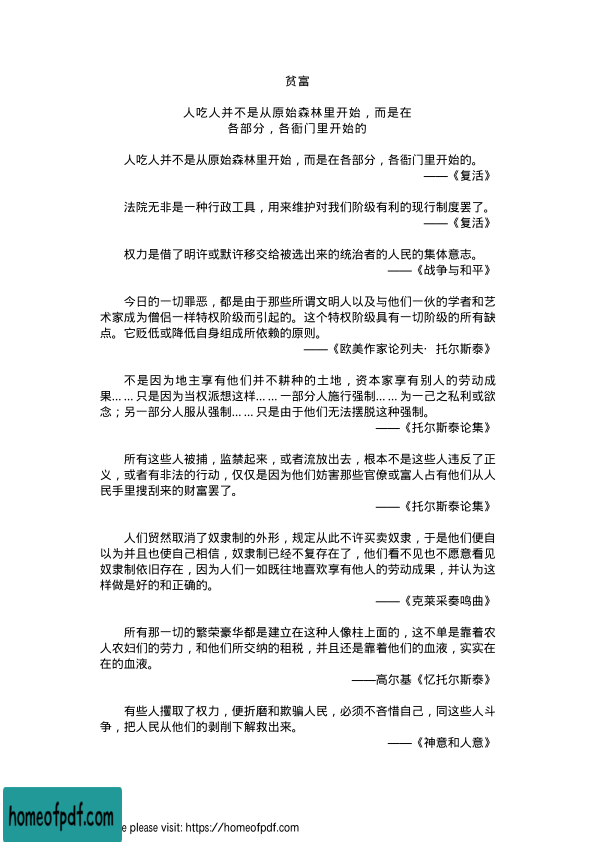 贫富
人吃人并不是从原始森林里开始，而是在
各部分，各衙门里开始的
人吃人并不是从原始森林里开始，而是在各部分，各衙门里开始的。
——《复活》
法院无非是一种行政工具，用来维护对我们阶级有利的现行制度罢了。
——《复活》
权力是借了明许或默许移交给被选出来的统治者的人民的集体意志。
——《战争与和平》
今日的一切罪恶，都是由于那些所谓文明人以及与他们一伙的学者和艺
术家成为僧侣一样特权阶级而引起的。这个特权阶级具有一切阶级的所有缺
点。它贬低或降低自身组成所依赖的原则。
——《欧美作家论列夫· 托尔斯泰》
不是因为地主享有他们并不耕种的土地，资本家享有别人的劳动成
果……只是因为当权派想这样……一部分人施行强制……为一己之私利或欲
念；另一部分人服从强制……只是由于他们无法摆脱这种强制。
——《托尔斯泰论集》
所有这些人被捕，监禁起来，或者流放出去，根本不是这些人违反了正
义，或者有非法的行动，仅仅是因为他们妨害那些官僚或富人占有他们从人
民手里搜刮来的财富罢了。
——《托尔斯泰论集》
人们贸然取消了奴隶制的外形，规定从此不许买卖奴隶，于是他们便自
以为并且也使自己相信，奴隶制已经不复存在了，他们看不见也不愿意看见
奴隶制依旧存在，因为人们一如既往地喜欢享有他人的劳动成果，并认为这
样做是好的和正确的。
——《克莱采奏鸣曲》
所有那一切的繁荣豪华都是建立在这种人像柱上面的，这不单是靠着农
人农妇们的劳力，和他们所交纳的租税，并且还是靠着他们的血液，实实在
在的血液。
——高尔基《忆托尔斯泰》
有些人攫取了权力，便折磨和欺骗人民，必须不吝惜自己，同这些人斗
争，把人民从他们的剥削下解救出来。
——《神意和人意》
homeofpdf.com
e please visit: https://homeofpdf.com